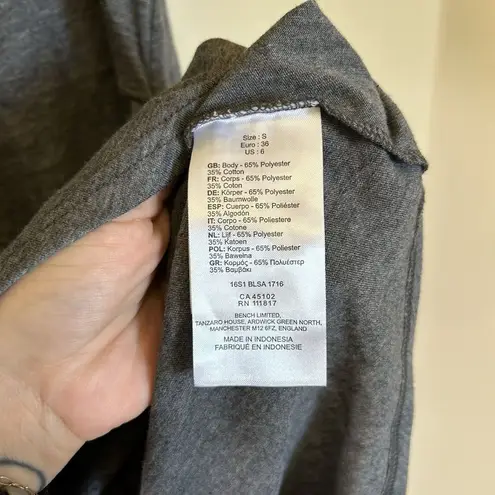 Size : S
Euro : 36
US : 6
GB: Body - 65% Polyester
35% Cotton
FR: Corps - 65% Polyester
35% Coton
DE: Körper - 65% Polyester
35% Baumwolle
ESP: Cuerpo - 65% Poliéster
35% Algodón
IT: Corpo - 65% Poliestere
35% Cotone
NL: Lijf - 65% Polyester
35% Katoen
POL: Korpus - 65% Poliester
35% Bawełna
GR: Κορμός - 65% Πολυέστερ
35% Βαμβάκι
16S1 BLSA 1716
CA 45102
RN 111817
BENCH LIMITED,
TANZARO HOUSE, ARDWICK GREEN NORTH,
MANCHESTER M12 6FZ, ENGLAND
MADE IN INDONESIA
FABRIQUÉ EN INDONESIE